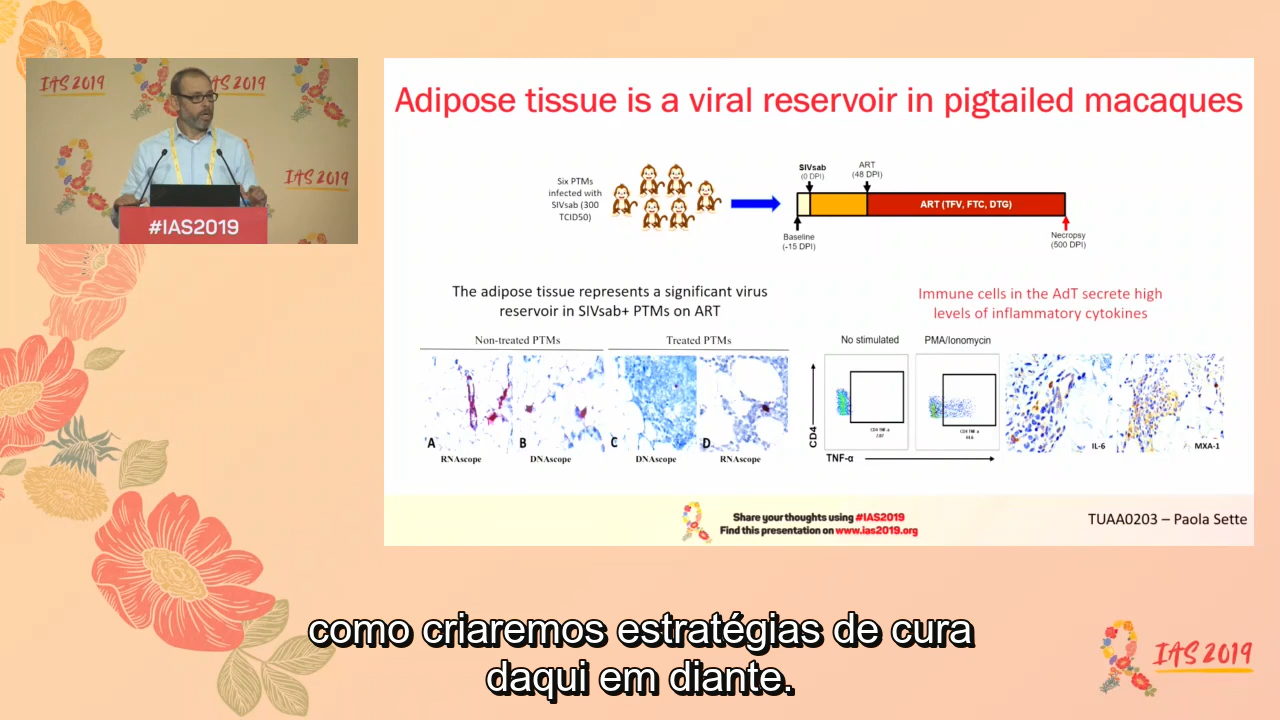 IAS 2019
AS 2019
IAS 2019
#IAS2019
Adipose tissue is a viral reservoir in pigtailed macaques
Six PTMs
infected with
SIVsab (300
TCID50)
SIVsab
(0 DPI)
ART
(48 DPI)
ART (TFV, FTC, DTG)
Baseline
(-15 DPI)
Necropsy
(500 DPI)
The adipose tissue represents a significant virus
reservoir in SIVsab+ PTMs on ART
Non-treated PTMs
Treated PTMs
A
B
C
D
RNAscope
DNAscope
DNAscope
RNAscope
Immune cells in the AdT secrete high
levels of inflammatory cytokines
No stimulated
PMA/Ionomycin
CD4
TNF-α
IL-6
MXA-1
Share your thoughts using #IAS2019
Find this presentation on www.ias2019.org
TUAA0203 – Paola Sette
como criaremos estratégias de cura
daqui em diante.
IAS 2019